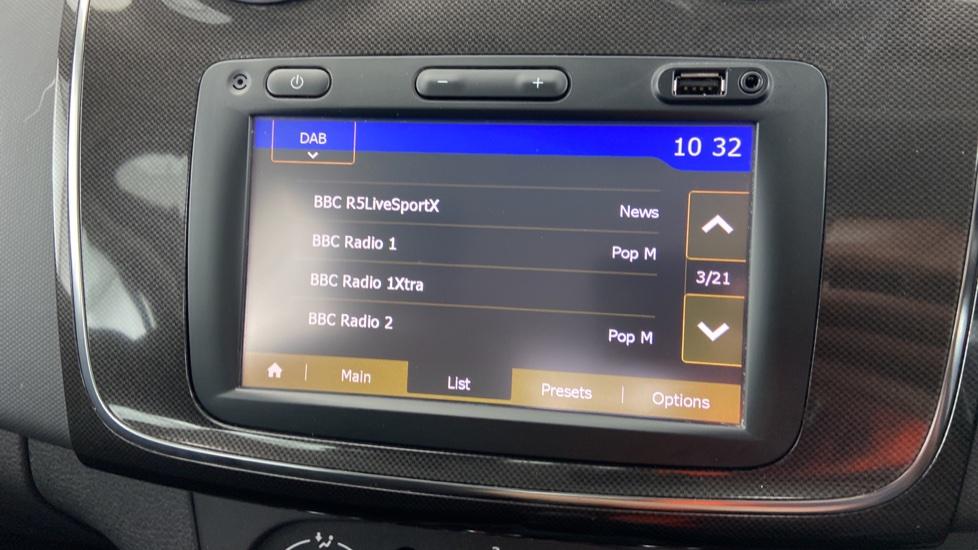 DAB
10 32
BBC R5LiveSportX News
BBC Radio 1 Pop M
BBC Radio 1Xtra
3/21
BBC Radio 2 Pop M
Main List Presets Options